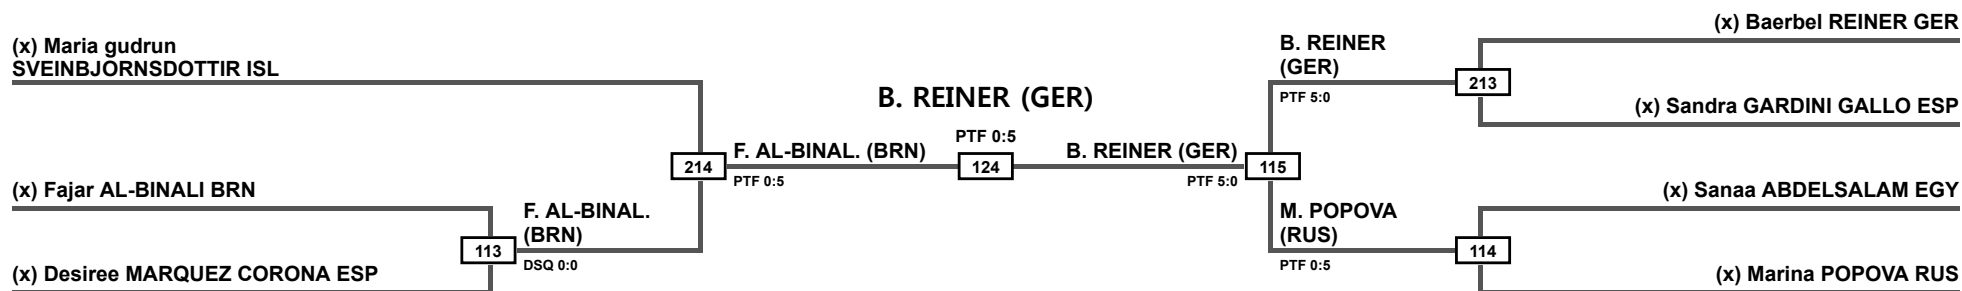 (x) Maria gudrun
SVEINBJORNSDOTTIR ISL
(x) Fajar AL-BINALI BRN
(x) Desiree MARQUEZ CORONA ESP
113
F. AL-BINAL.
(BRN)
DSQ 0:0
214
F. AL-BINAL. (BRN)
PTF 0:5
B. REINER (GER)
PTF 0:5
124
B. REINER (GER)
PTF 5:0
115
B. REINER
(GER)
PTF 5:0
M. POPOVA
(RUS)
PTF 0:5
213
114
(x) Baerbel REINER GER
(x) Sandra GARDINI GALLO ESP
(x) Sanaa ABDELSALAM EGY
(x) Marina POPOVA RUS